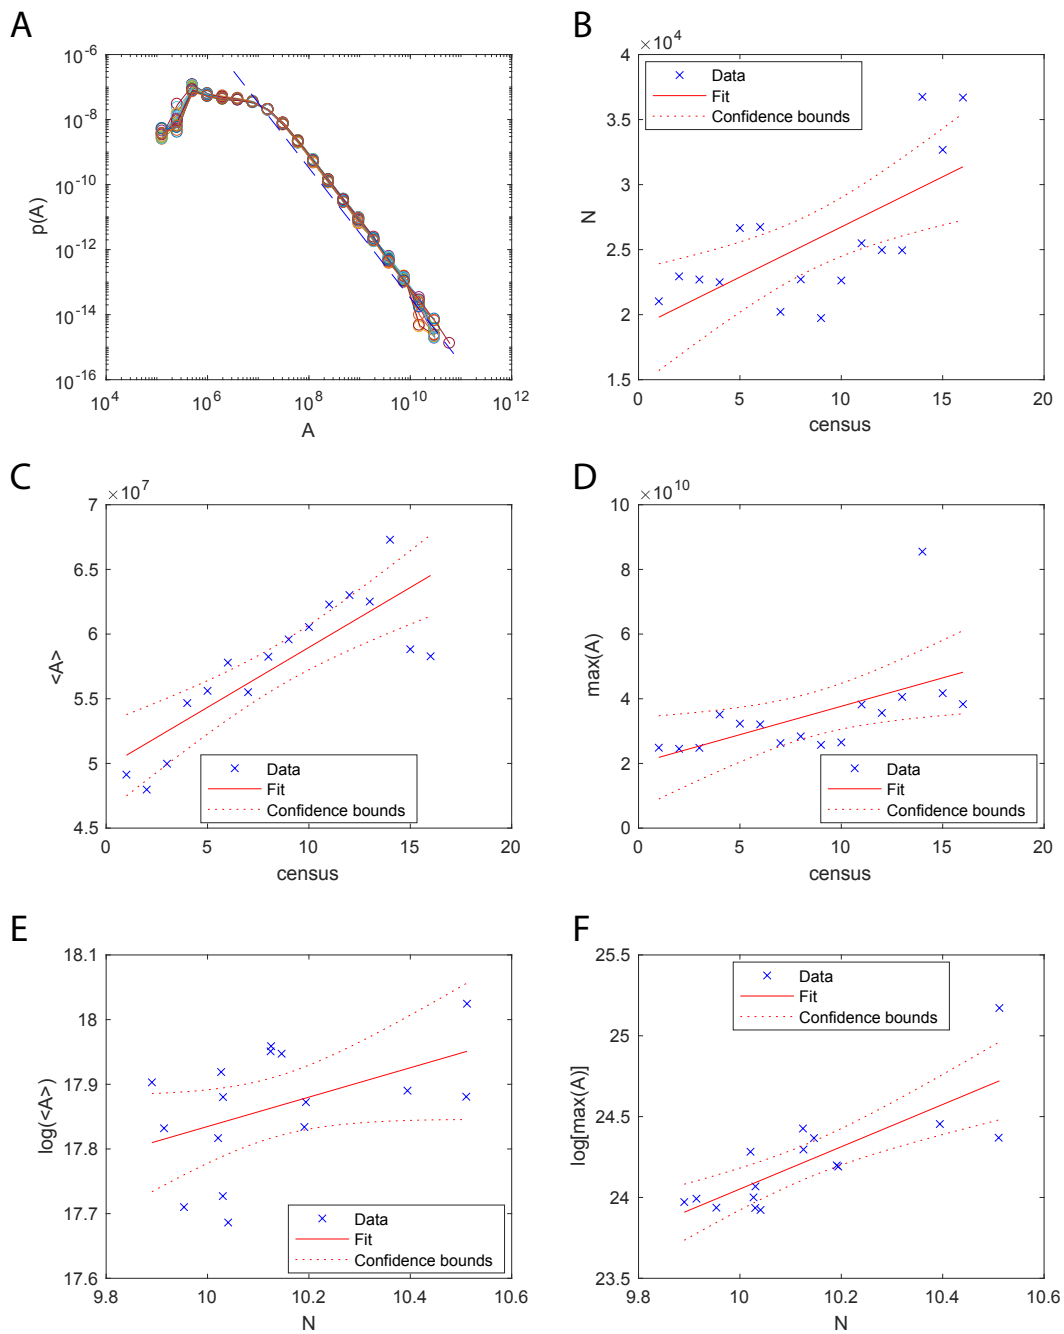 A
10^-6
10^-8
10^-10
10^-12
10^-14
10^-16
p(A)
10^4
10^6
10^8
10^10
10^12
A
B
×10^4
4
3.5
3
2.5
2
1.5
N
Data
Fit
Confidence bounds
0
5
10
15
20
census
C
×10^7
7
6.5
6
5.5
5
4.5
<A>
Data
Fit
Confidence bounds
0
5
10
15
20
census
D
×10^10
10
8
6
4
2
0
max(A)
Data
Fit
Confidence bounds
0
5
10
15
20
census
E
18.1
18
17.9
17.8
17.7
17.6
log(<A>)
Data
Fit
Confidence bounds
9.8
10
10.2
10.4
10.6
N
F
25.5
25
24.5
24
23.5
log[max(A)]
Data
Fit
Confidence bounds
9.8
10
10.2
10.4
10.6
N